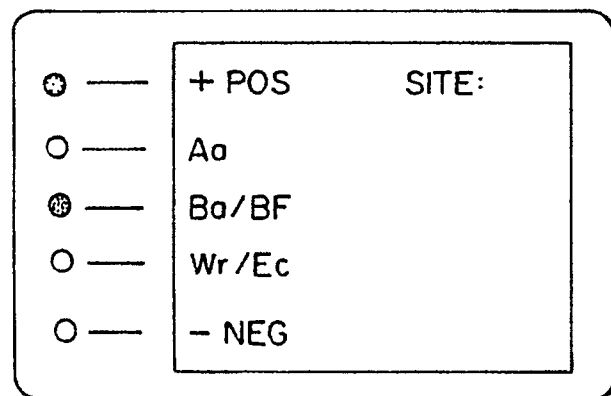 + POS SITE:
Aa
Ba/BF
Wr/Ec
- NEG